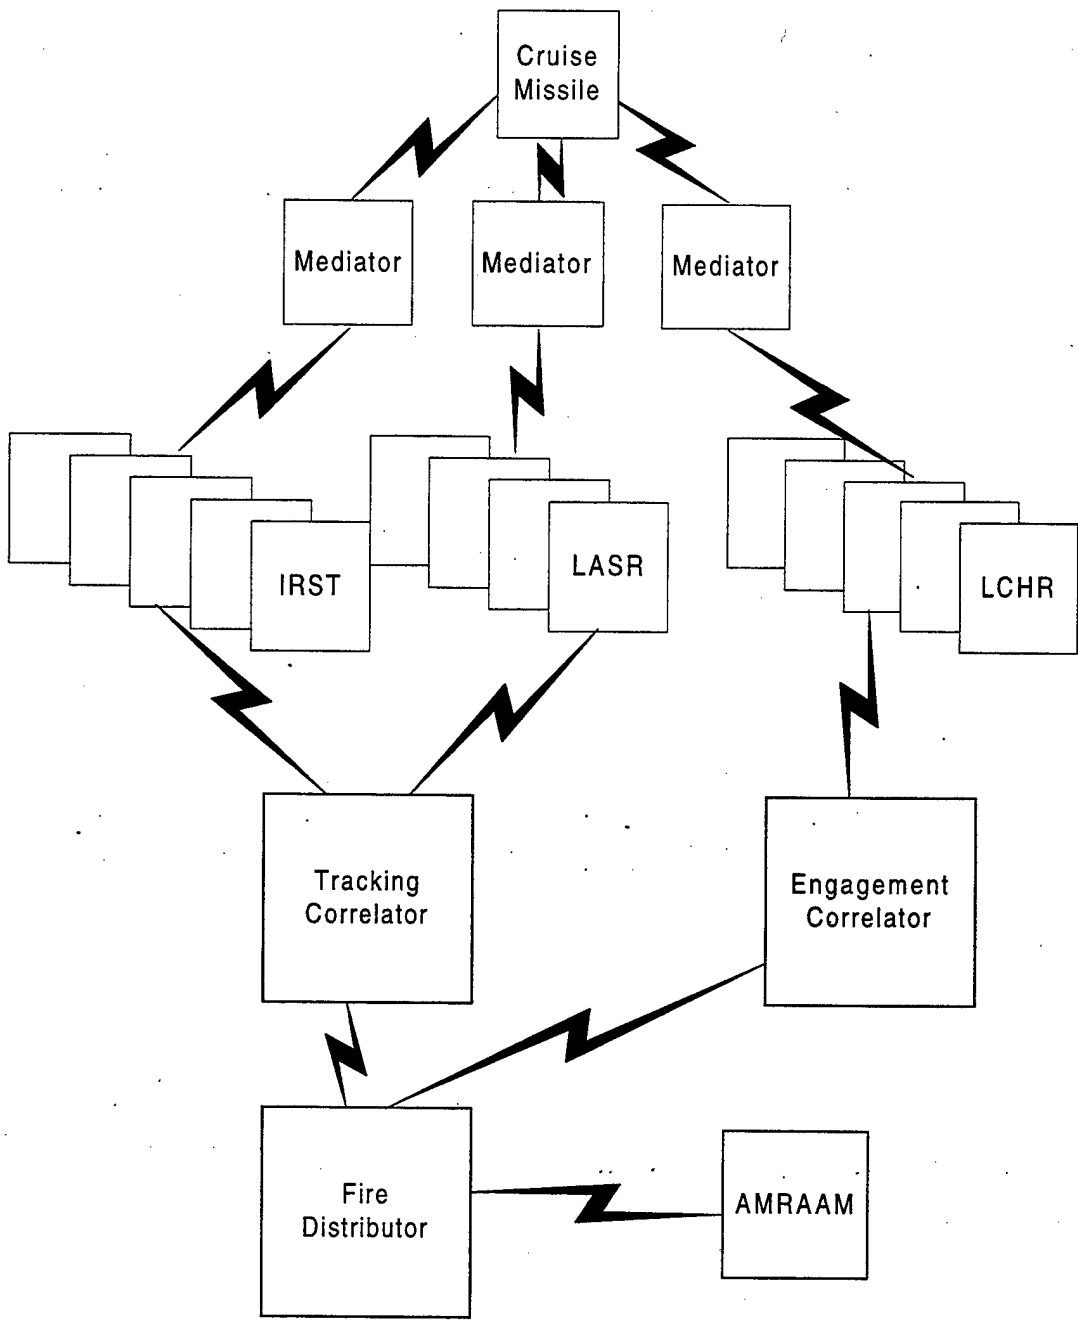 Cruise
Missile
Mediator
Mediator
Mediator
IRST
LASR
LCHR
Tracking
Correlator
Engagement
Correlator
Fire
Distributor
AMRAAM